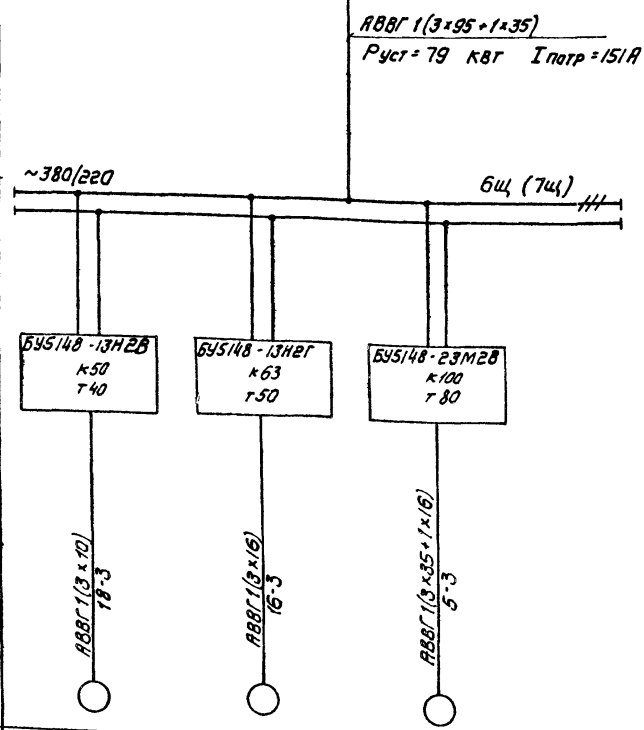 АВВГ 1(3×95+1×35)
Руст = 79 кВт Iпотр = 151А
~380/220
6щ (7щ)
БУ5148-13Н2В
к50
т40
БУ5148-13Н2Г
к63
т50
БУ5148-23М2В
к100
т80
АВВГ 1(3×10)
18-3
АВВГ 1(3×16)
16-3
АВВГ 1(3×35+1×16)
5-3